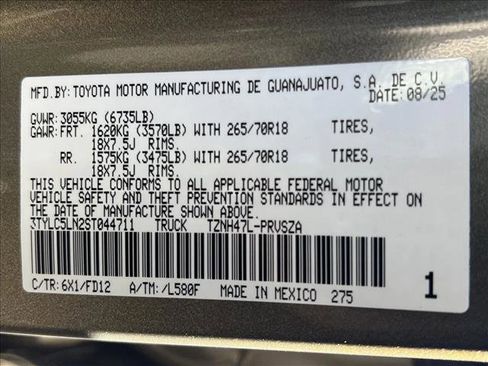 MFD.BY: TOYOTA MOTOR MANUFACTURING DE GUANAJUATO, S.A. DE C.V.
DATE: 08/25
GVWR: 3055KG (6735LB)
GAWR: FRT. 1620KG (3570LB) WITH 265/70R18 TIRES,
18X7.5J RIMS.
RR. 1575KG (3475LB) WITH 265/70R18 TIRES,
18X7.5J RIMS.
THIS VEHICLE CONFORMS TO ALL APPLICABLE FEDERAL MOTOR
VEHICLE SAFETY AND THEFT PREVENTION STANDARDS IN EFFECT ON
THE DATE OF MANUFACTURE SHOWN ABOVE.
3TYLC5LN2ST044711 TRUCK TZNH47L-PRVSZA
C/TR: 6X1/FD12 A/TM: /L580F MADE IN MEXICO 275 1